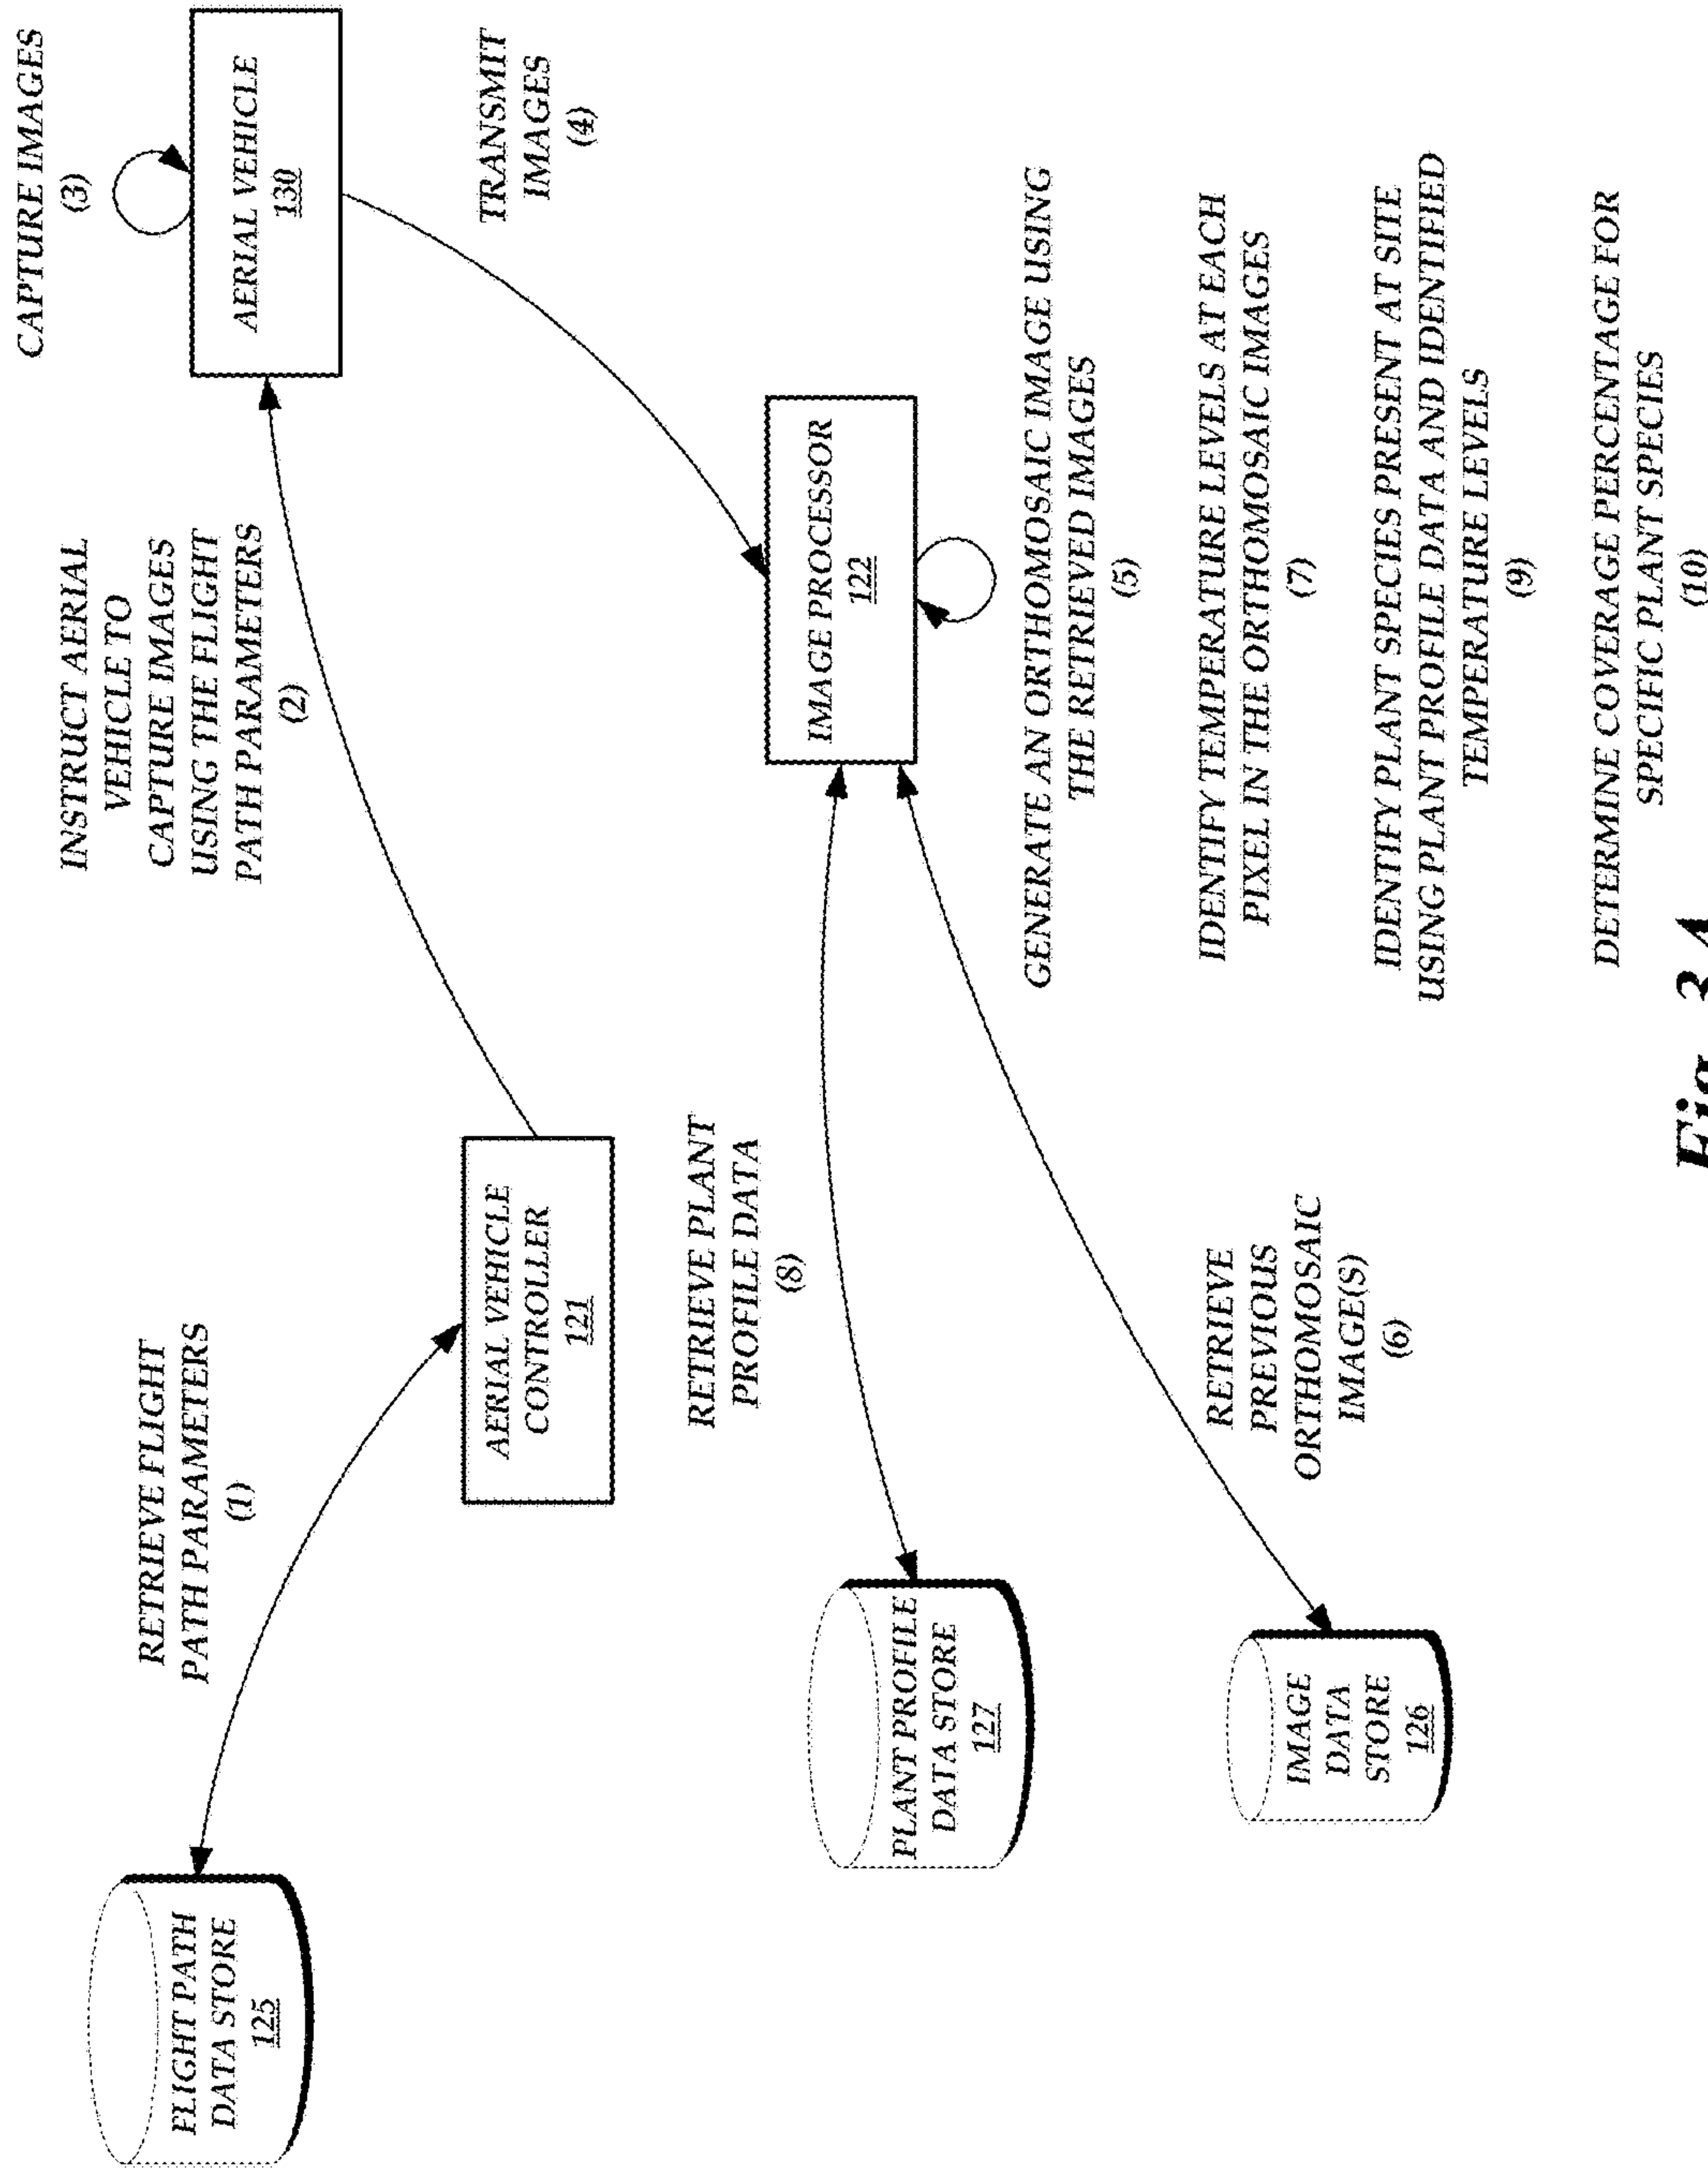 CAPTURE IMAGES
(3)
AERIAL VEHICLE
130
INSTRUCT AERIAL
VEHICLE TO
CAPTURE IMAGES
USING THE FLIGHT
PATH PARAMETERS
(2)
TRANSMIT
IMAGES
(4)
RETRIEVE FLIGHT
PATH PARAMETERS
(1)
FLIGHT PATH
DATA STORE
125
AERIAL VEHICLE
CONTROLLER
121
RETRIEVE PLANT
PROFILE DATA
(8)
IMAGE PROCESSOR
122
PLANT PROFILE
DATA STORE
127
GENERATE AN ORTHOMOSAIC IMAGE USING
THE RETRIEVED IMAGES
(5)
IDENTIFY TEMPERATURE LEVELS AT EACH
PIXEL IN THE ORTHOMOSAIC IMAGES
(7)
IDENTIFY PLANT SPECIES PRESENT AT SITE
USING PLANT PROFILE DATA AND IDENTIFIED
TEMPERATURE LEVELS
(9)
DETERMINE COVERAGE PERCENTAGE FOR
SPECIFIC PLANT SPECIES
(10)
RETRIEVE
PREVIOUS
ORTHOMOSAIC
IMAGE(S)
(6)
IMAGE
DATA
STORE
126
Fig. 3A